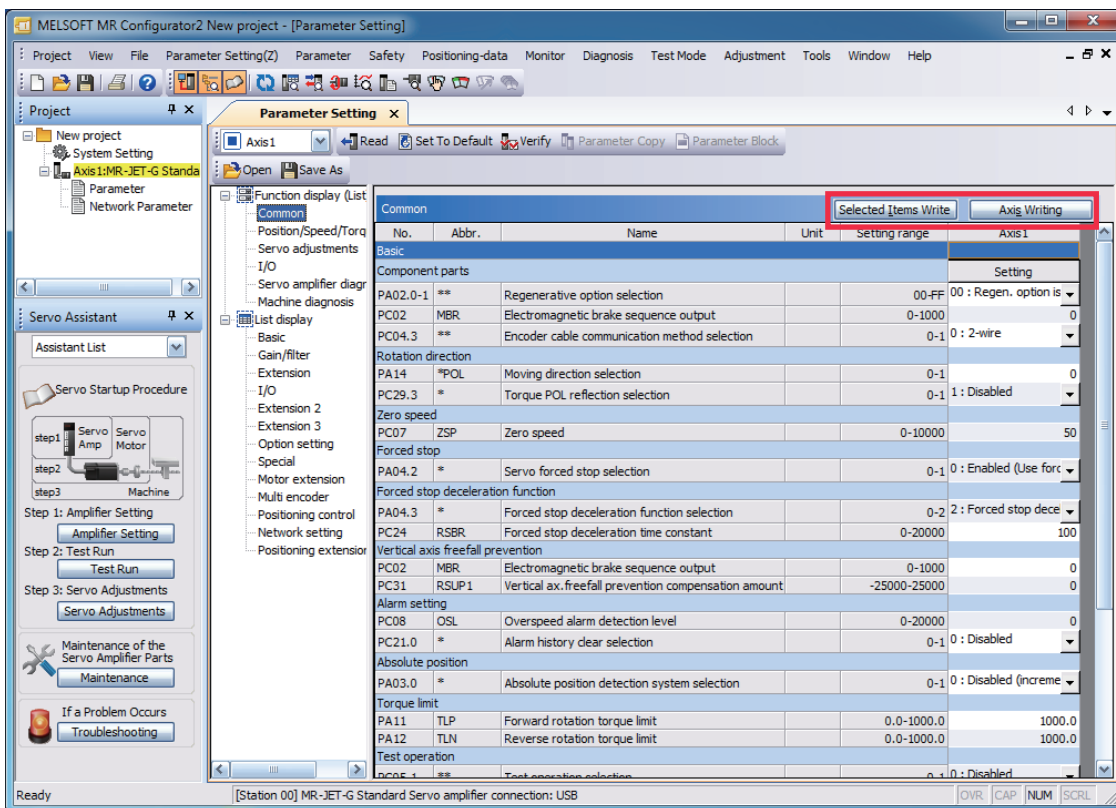 MELSOFT MR Configurator2 New project - [Parameter Setting]
Project View File Parameter Setting(Z) Parameter Safety Positioning-data Monitor Diagnosis Test Mode Adjustment Tools Window Help
Project
New project
System Setting
Axis1:MR-JET-G Standa
Parameter
Network Parameter
Servo Assistant
Assistant List
Servo Startup Procedure
step1 Servo Amp Servo Motor
step2
step3 Machine
Step 1: Amplifier Setting
Amplifier Setting
Step 2: Test Run
Test Run
Step 3: Servo Adjustments
Servo Adjustments
Maintenance of the
Servo Amplifier Parts
Maintenance
If a Problem Occurs
Troubleshooting
Parameter Setting
Axis1 Read Set To Default Verify Parameter Copy Parameter Block
Open Save As
Function display (List
Common
Position/Speed/Torq
Servo adjustments
I/O
Servo amplifier diagr
Machine diagnosis
List display
Basic
Gain/filter
Extension
I/O
Extension 2
Extension 3
Option setting
Special
Motor extension
Multi encoder
Positioning control
Network setting
Positioning extension
Common Selected Items Write Axis Writing
No. Abbr. Name Unit Setting range Axis1
Basic
Component parts Setting
PA02.0-1 ** Regenerative option selection 00-FF 00 : Regen. option is
PC02 MBR Electromagnetic brake sequence output 0-1000 0
PC04.3 ** Encoder cable communication method selection 0-1 0 : 2-wire
Rotation direction
PA14 *POL Moving direction selection 0-1 0
PC29.3 * Torque POL reflection selection 0-1 1 : Disabled
Zero speed
PC07 ZSP Zero speed 0-10000 50
Forced stop
PA04.2 * Servo forced stop selection 0-1 0 : Enabled (Use forc
Forced stop deceleration function
PA04.3 * Forced stop deceleration function selection 0-2 2 : Forced stop dece
PC24 RSBR Forced stop deceleration time constant 0-20000 100
Vertical axis freefall prevention
PC02 MBR Electromagnetic brake sequence output 0-1000 0
PC31 RSUP1 Vertical ax.freefall prevention compensation amount -25000-25000 0
Alarm setting
PC08 OSL Overspeed alarm detection level 0-20000 0
PC21.0 * Alarm history clear selection 0-1 0 : Disabled
Absolute position
PA03.0 * Absolute position detection system selection 0-1 0 : Disabled (increme
Torque limit
PA11 TLP Forward rotation torque limit 0.0-1000.0 1000.0
PA12 TLN Reverse rotation torque limit 0.0-1000.0 1000.0
Test operation
PC05.1 ** Test operation selection 0-1 0 : Disabled
Ready [Station 00] MR-JET-G Standard Servo amplifier connection: USB OVR CAP NUM SCRL